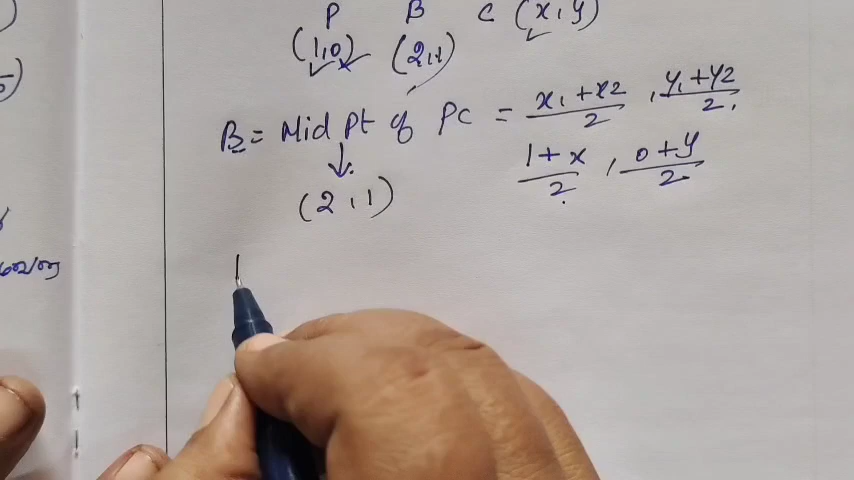 P B C (x, y)
(1,0) (2,1)
B = Mid Pt of PC = x1 + x2 / 2 , y1 + y2 / 2
1 + x / 2 , 0 + y / 2
(2, 1)